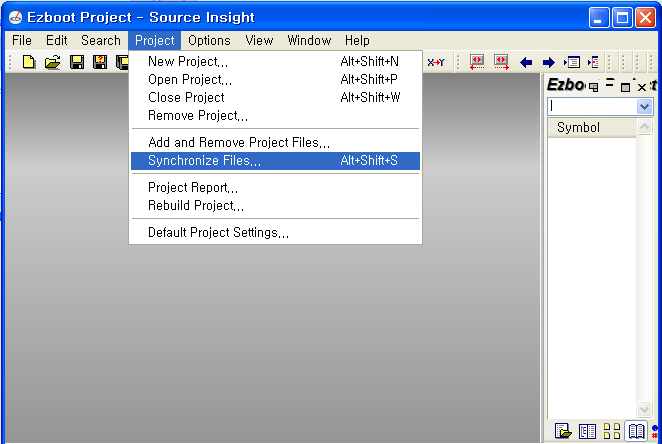 Ezboot Project - Source Insight
File Edit Search Project Options View Window Help
New Project... Alt+Shift+N
Open Project... Alt+Shift+P
Close Project Alt+Shift+W
Remove Project...
Add and Remove Project Files...
Synchronize Files... Alt+Shift+S
Project Report...
Rebuild Project...
Default Project Settings...
X→Y
Ezboo
t
Symbol